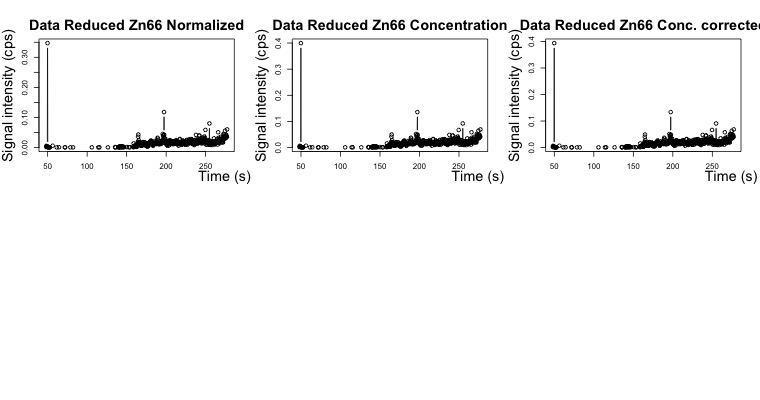 Data Reduced Zn66 Normalized
Signal intensity (cps)
0.00 0.10 0.20 0.30
50 100 150 200 250
Time (s)
Data Reduced Zn66 Concentration
Signal intensity (cps)
0.0 0.1 0.2 0.3 0.4
50 100 150 200 250
Time (s)
Data Reduced Zn66 Conc. corrected
Signal intensity (cps)
0.0 0.1 0.2 0.3 0.4
50 100 150 200 250
Time (s)